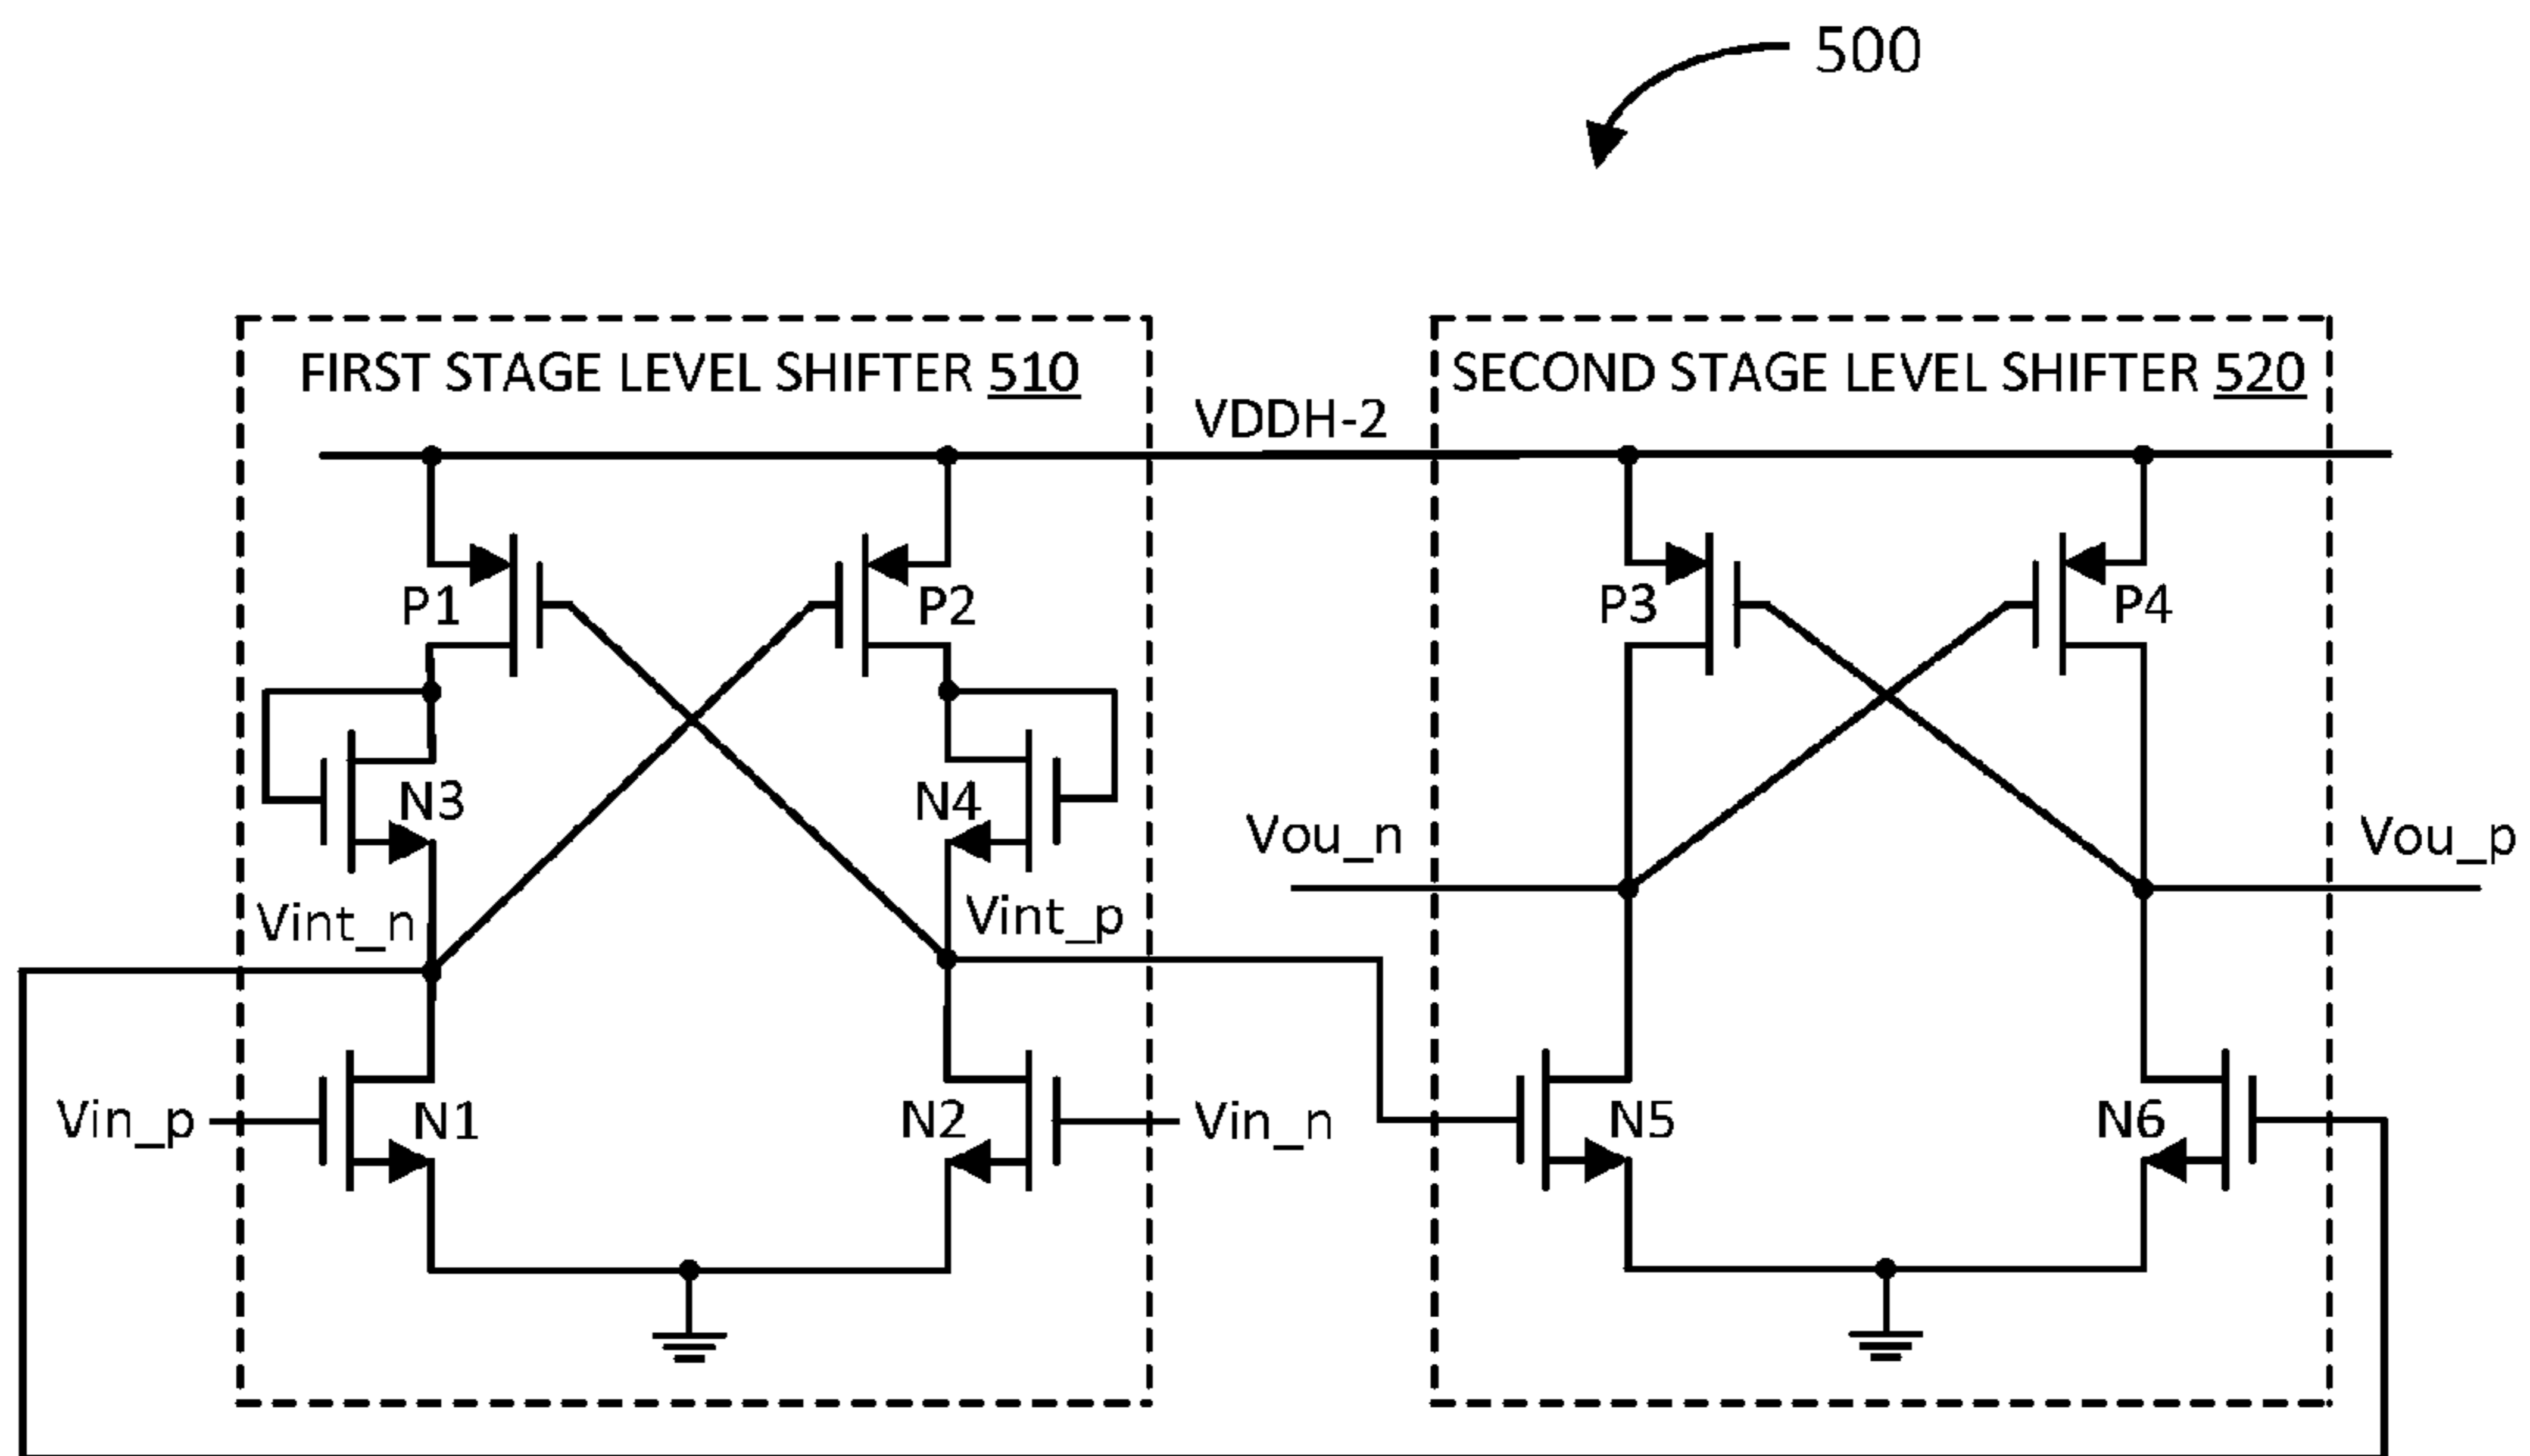 500
FIRST STAGE LEVEL SHIFTER 510
SECOND STAGE LEVEL SHIFTER 520
VDDH-2
P1
P2
P3
P4
N3
N4
Vou_n
Vou_p
Vint_n
Vint_p
Vin_p
N1
N2
Vin_n
N5
N6